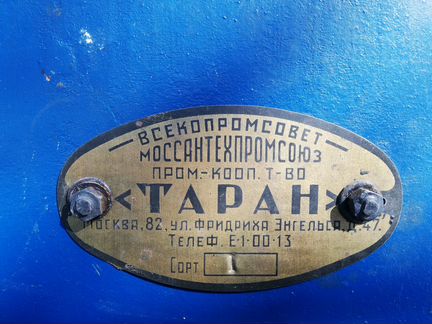 ВСЕКОПРОМСОВЕТ
МОССАНТЕХПРОМСОЮЗ
ПРОМ.-КООП. Т-ВО
<ТАРАН>
МОСКВА, 82, УЛ. ФРИДРИХА ЭНГЕЛЬСА, Д. 47.
ТЕЛЕФ. Е-1-00-13
СОРТ 1